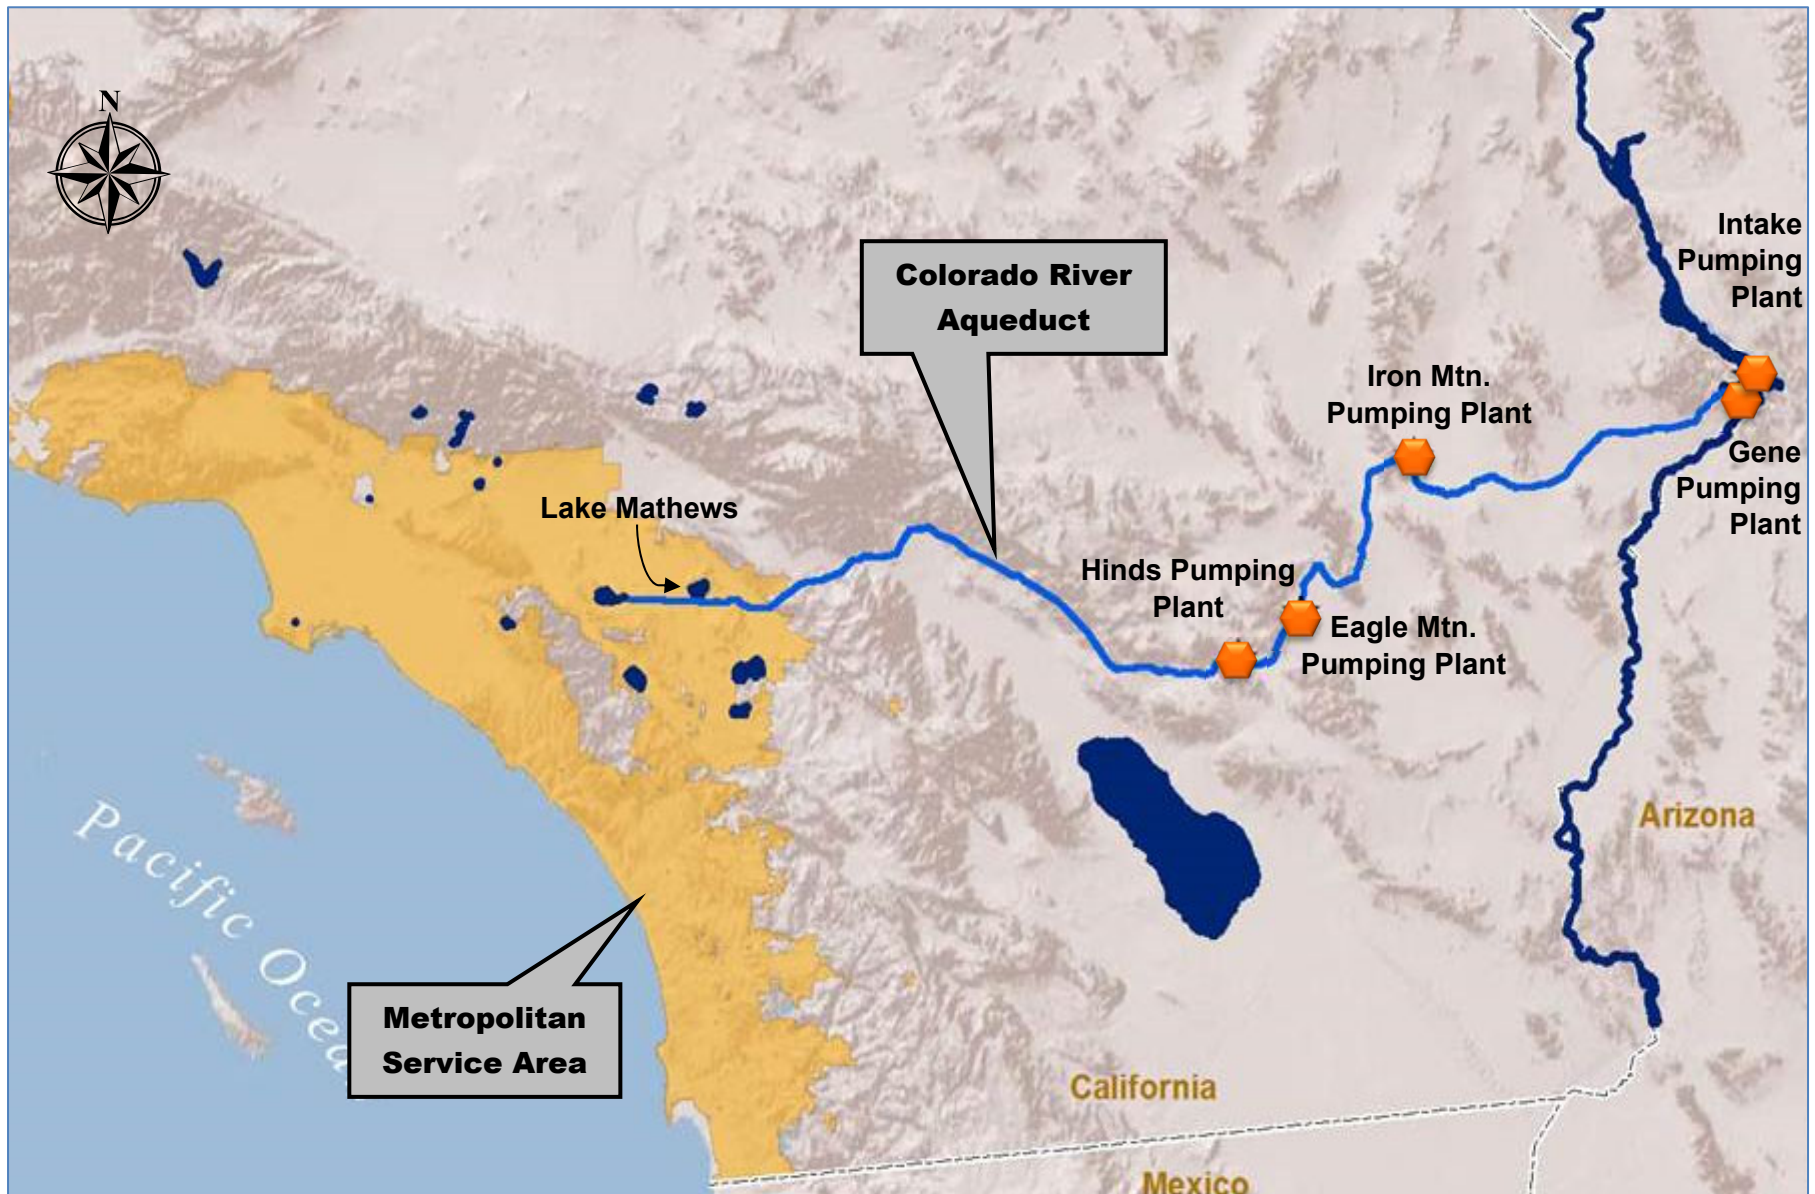 N
Intake
Pumping
Plant
Colorado River
Aqueduct
Iron Mtn.
Pumping Plant
Gene
Pumping
Plant
Lake Mathews
Hinds Pumping
Plant
Eagle Mtn.
Pumping Plant
Arizona
Pacific Ocea
Metropolitan
Service Area
California
Mexico